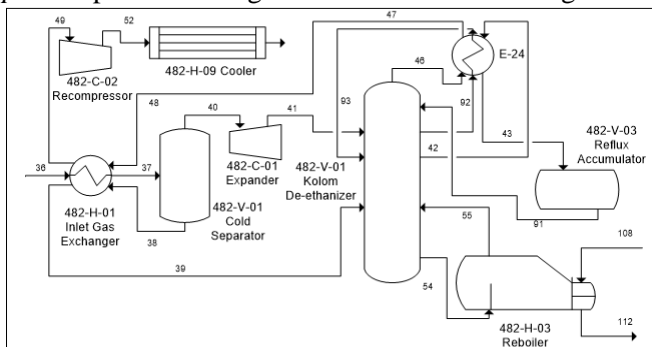 49
52
47
482-C-02
Recompressor
482-H-09 Cooler
46
E-24
48
40
41
93
92
43
482-V-03
Reflux
Accumulator
36
37
482-C-01
Expander
482-V-01
Kolom
De-ethanizer
42
482-H-01
Inlet Gas
Exchanger
482-V-01
Cold
Separator
38
91
39
55
108
54
482-H-03
Reboiler
112